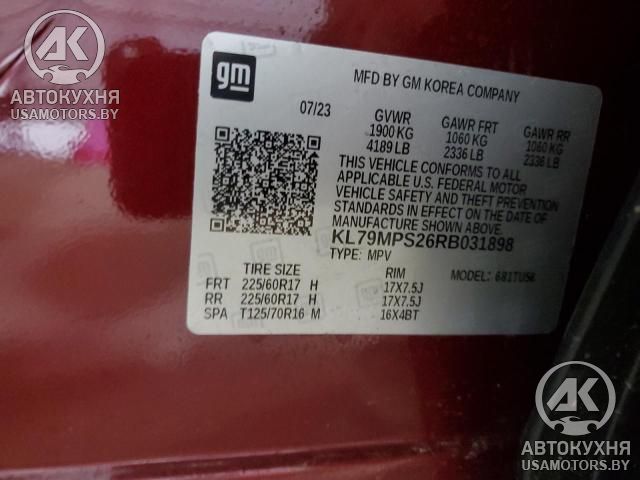 AK
АВТОКУХНЯ
USAMOTORS.BY
gm
MFD BY GM KOREA COMPANY
07/23 GVWR GAWR FRT GAWR RR
1900 KG 1060 KG 1060 KG
4189 LB 2336 LB 2336 LB
THIS VEHICLE CONFORMS TO ALL
APPLICABLE U.S. FEDERAL MOTOR
VEHICLE SAFETY AND THEFT PREVENTION
STANDARDS IN EFFECT ON THE DATE OF
MANUFACTURE SHOWN ABOVE.
KL79MPS26RB031898
TYPE: MPV
MODEL: 681TU56
TIRE SIZE RIM
FRT 225/60R17 H 17X7.5J
RR 225/60R17 H 17X7.5J
SPA T125/70R16 M 16X4BT
AK
АВТОКУХНЯ
USAMOTORS.BY